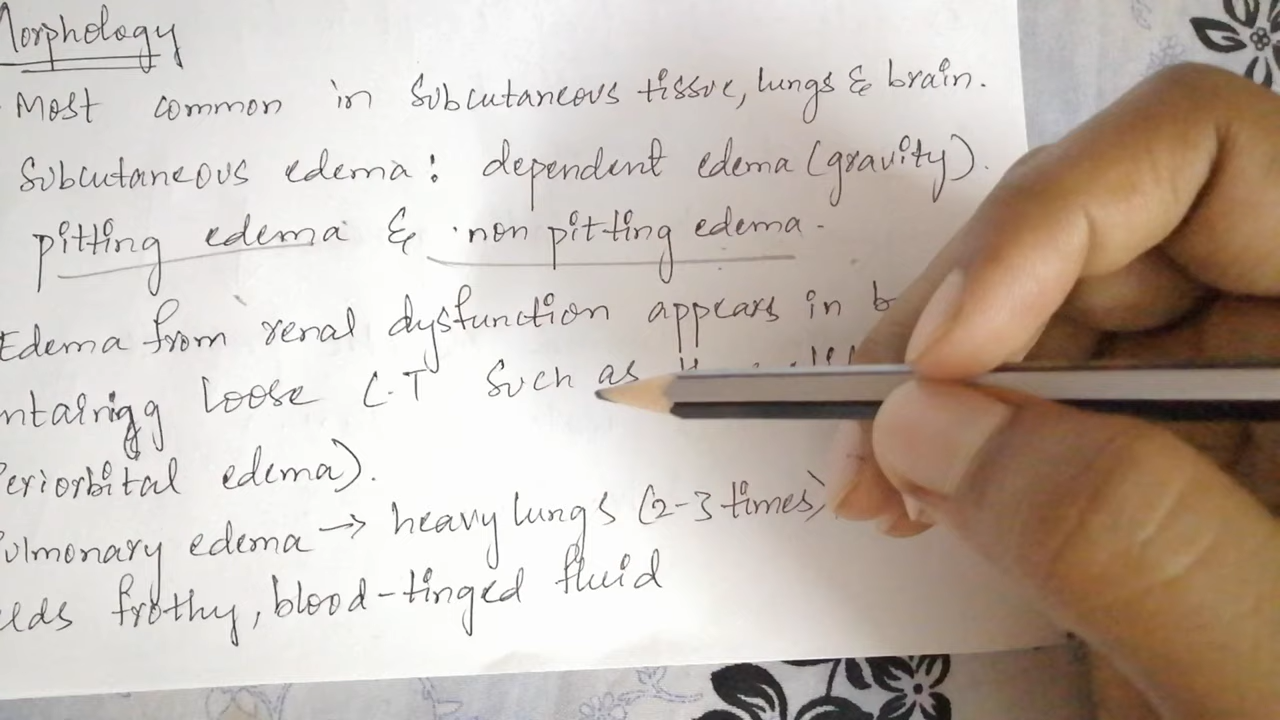 Morphology
Most common in Subcutaneous tissue, lungs & brain.
Subcutaneous edema: dependent edema (gravity).
pitting edema & non pitting edema.
Edema from renal dysfunction appears in
loose C.T such as
Periorbital edema).
Pulmonary edema → heavy lungs (2-3 times)
frothy, blood-tinged fluid